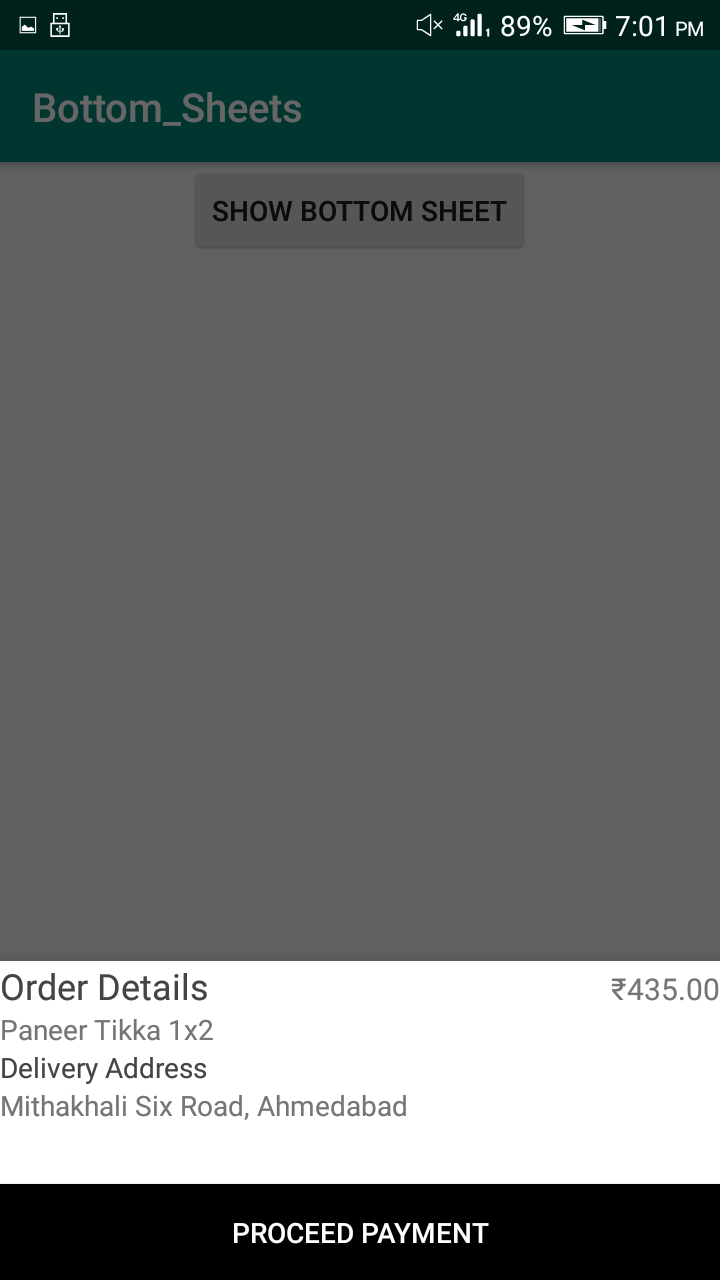 4G 1 89% 7:01 PM
Bottom_Sheets
SHOW BOTTOM SHEET
Order Details ₹435.00
Paneer Tikka 1x2
Delivery Address
Mithakhali Six Road, Ahmedabad
PROCEED PAYMENT